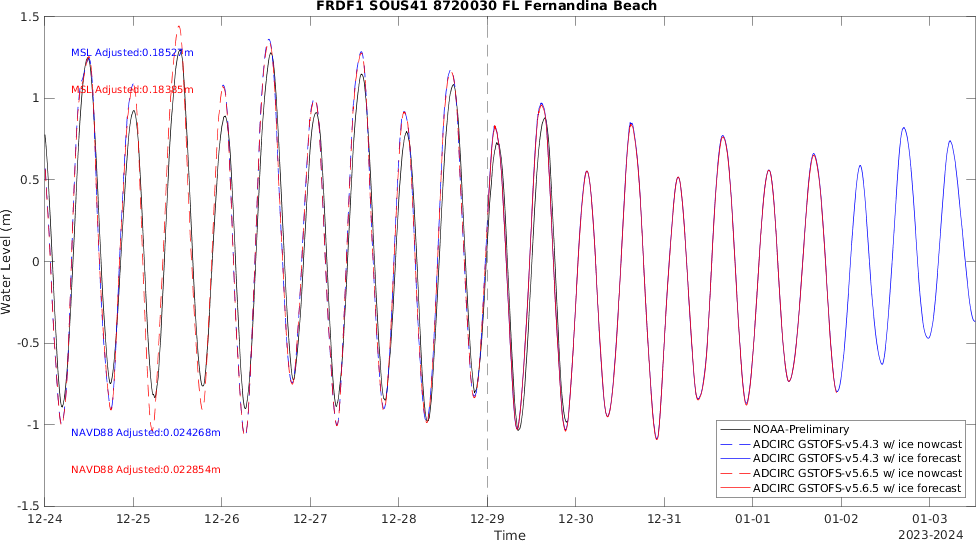 FRDF1 SOUS41 8720030 FL Fernandina Beach
1.5
1
0.5
0
-0.5
-1
-1.5
Water Level (m)
MSL Adjusted:0.18527m
MSL Adjusted:0.18385m
NAVD88 Adjusted:0.024268m
NAVD88 Adjusted:0.022854m
NOAA-Preliminary
ADCIRC GSTOFS-v5.4.3 w/ ice nowcast
ADCIRC GSTOFS-v5.4.3 w/ ice forecast
ADCIRC GSTOFS-v5.6.5 w/ ice nowcast
ADCIRC GSTOFS-v5.6.5 w/ ice forecast
12-24 12-25 12-26 12-27 12-28 12-29 12-30 12-31 01-01 01-02 01-03
Time
2023-2024